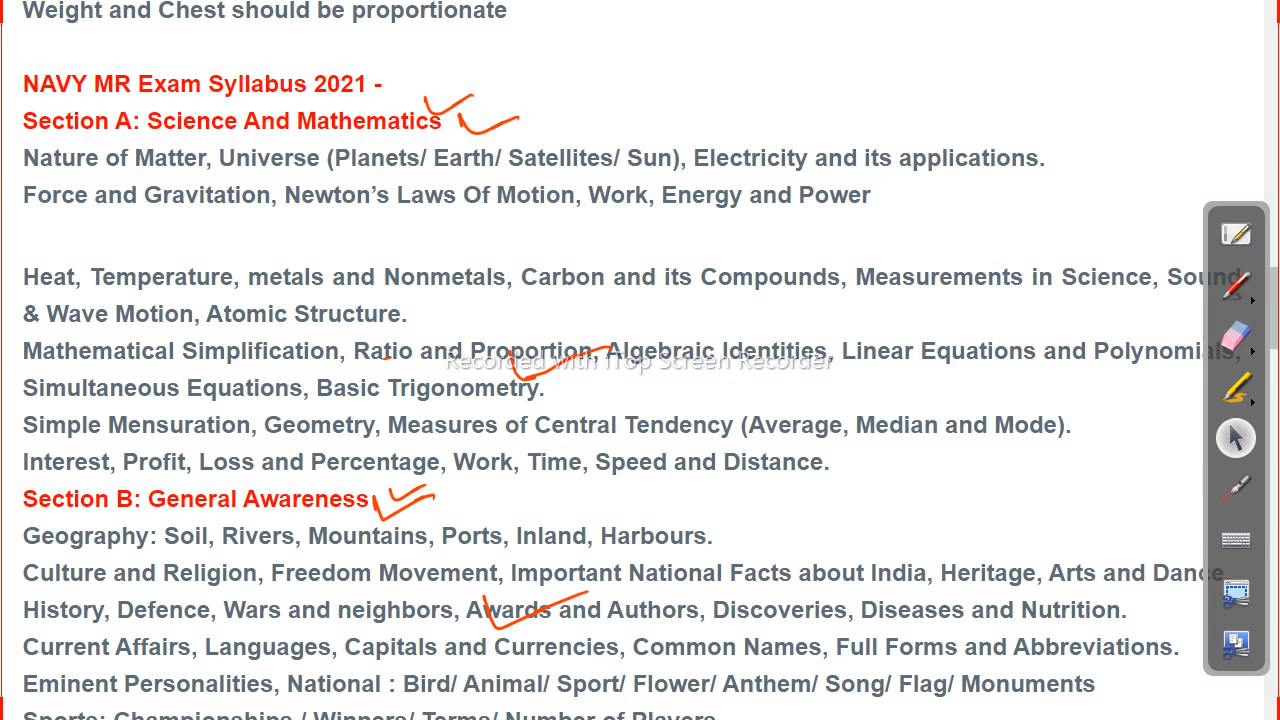 Weight and Chest should be proportionate
NAVY MR Exam Syllabus 2021 -
Section A: Science And Mathematics
Nature of Matter, Universe (Planets/ Earth/ Satellites/ Sun), Electricity and its applications.
Force and Gravitation, Newton’s Laws Of Motion, Work, Energy and Power
Heat, Temperature, metals and Nonmetals, Carbon and its Compounds, Measurements in Science, Sound
& Wave Motion, Atomic Structure.
Mathematical Simplification, Ratio and Proportion, Algebraic Identities, Linear Equations and Polynomials,
Recorded with iTop Screen Recorder
Simultaneous Equations, Basic Trigonometry.
Simple Mensuration, Geometry, Measures of Central Tendency (Average, Median and Mode).
Interest, Profit, Loss and Percentage, Work, Time, Speed and Distance.
Section B: General Awareness
Geography: Soil, Rivers, Mountains, Ports, Inland, Harbours.
Culture and Religion, Freedom Movement, Important National Facts about India, Heritage, Arts and Dance.
History, Defence, Wars and neighbors, Awards and Authors, Discoveries, Diseases and Nutrition.
Current Affairs, Languages, Capitals and Currencies, Common Names, Full Forms and Abbreviations.
Eminent Personalities, National : Bird/ Animal/ Sport/ Flower/ Anthem/ Song/ Flag/ Monuments
Sports: Championships / Winners/ Terms/ Number of Players